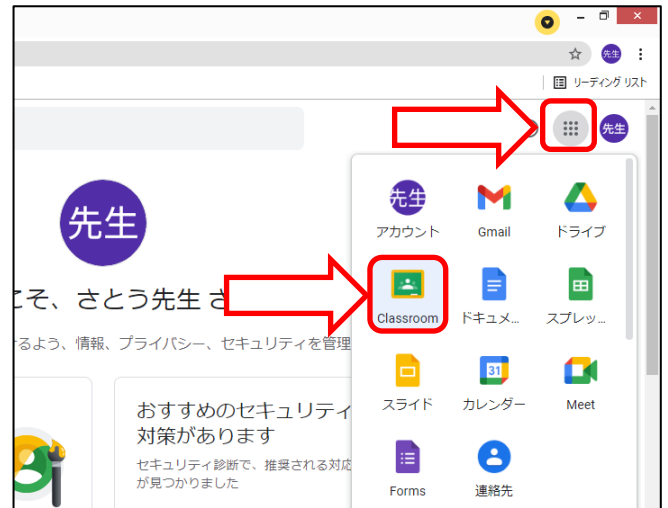 先生
リーディング リスト
先生
先生
こそ、さとう先生 さ
けるよう、情報、プライバシー、セキュリティを管理
おすすめのセキュリティ
対策があります
セキュリティ診断で、推奨される対応
が見つかりました
先生
アカウント
Gmail
ドライブ
Classroom
ドキュメ...
スプレッ...
スライド
31
カレンダー
Meet
Forms
連絡先